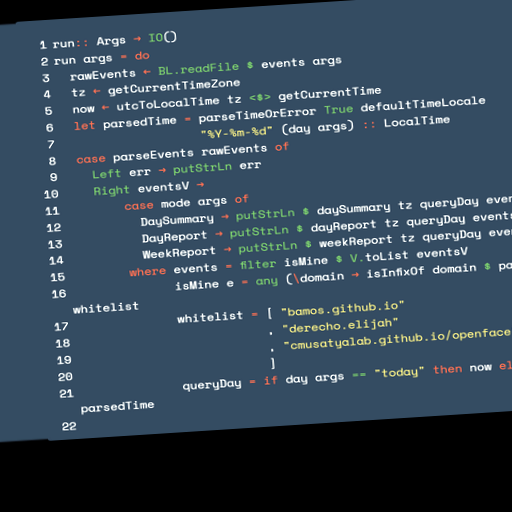 1 run:: Args → IO()
2 run args = do
3 rawEvents ← BL.readFile $ events args
4 tz ← getCurrentTimeZone
5 now ← utcToLocalTime tz <$> getCurrentTime
6 let parsedTime = parseTimeOrError True defaultTimeLocale
7 "%Y-%m-%d" (day args) :: LocalTime
8 case parseEvents rawEvents of
9 Left err → putStrLn err
10 Right eventsV →
11 case mode args of
12 DaySummary → putStrLn $ daySummary tz queryDay even
13 DayReport → putStrLn $ dayReport tz queryDay events
14 WeekReport → putStrLn $ weekReport tz queryDay even
15 where events = filter isMine $ V.toList eventsV
16 isMine e = any (\domain → isInfixOf domain $ pa
whitelist
17 whitelist = [ "bamos.github.io"
18 , "derecho.elijah"
19 , "cmusatyalab.github.io/openface
20 ]
21 queryDay = if day args == "today" then now el
parsedTime
22